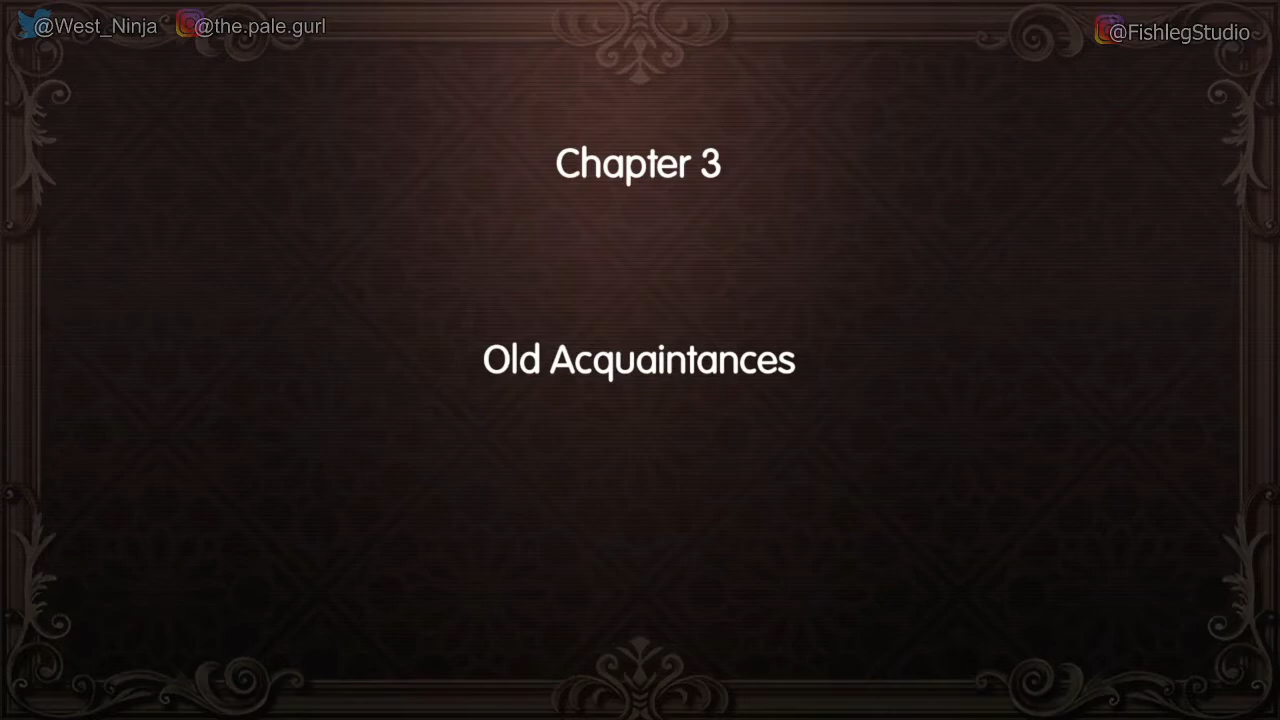 @West_Ninja @the.pale.gurl
@FishlegStudio
Chapter 3
Old Acquaintances